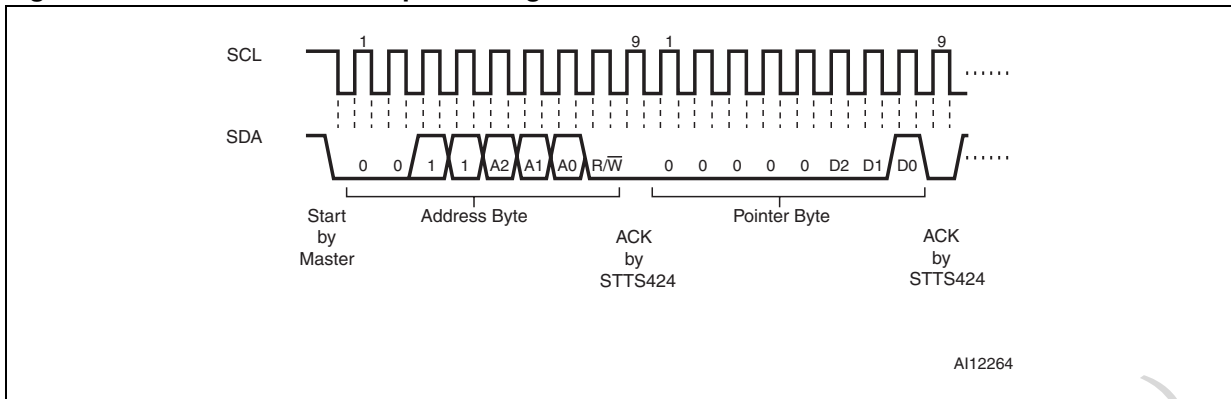 SCL 1 9 1 9 ......
SDA 0 0 1 1 A2 A1 A0 R/W̅ 0 0 0 0 0 D2 D1 D0 ......
Address Byte Pointer Byte
Start by Master
ACK by STTS424
ACK by STTS424
AI12264